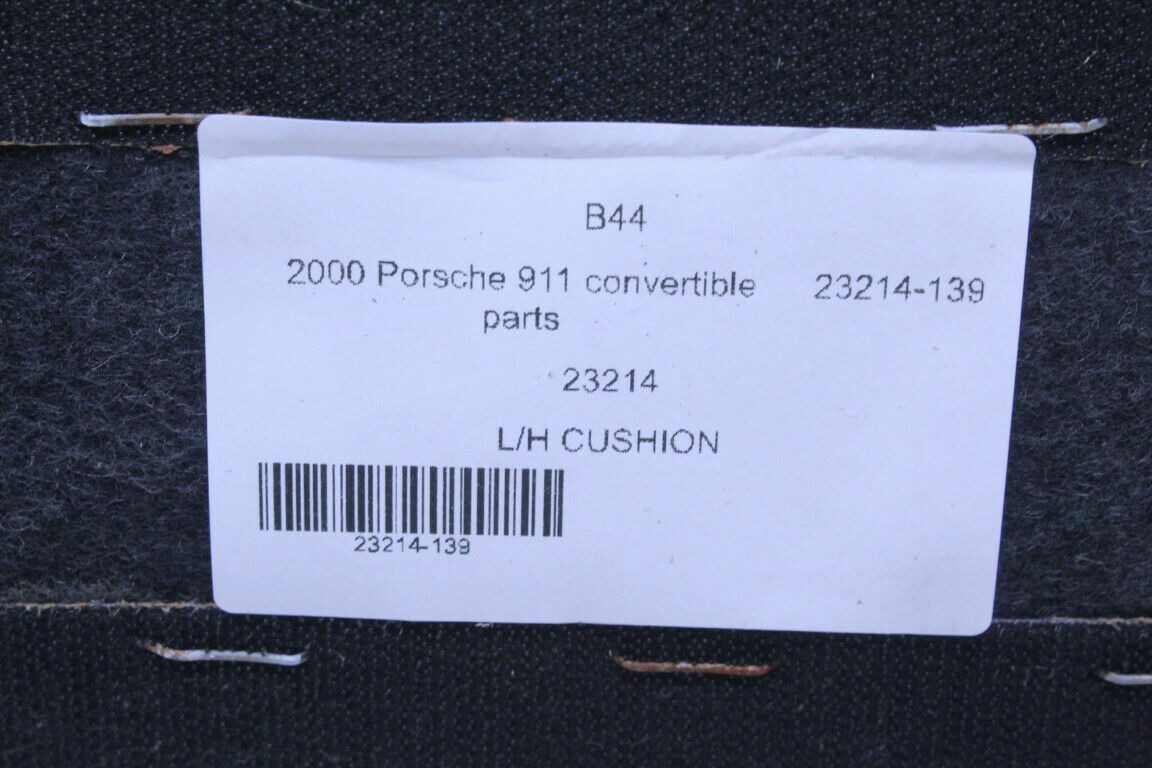 B44
2000 Porsche 911 convertible 23214-139
parts
23214
L/H CUSHION
23214-139